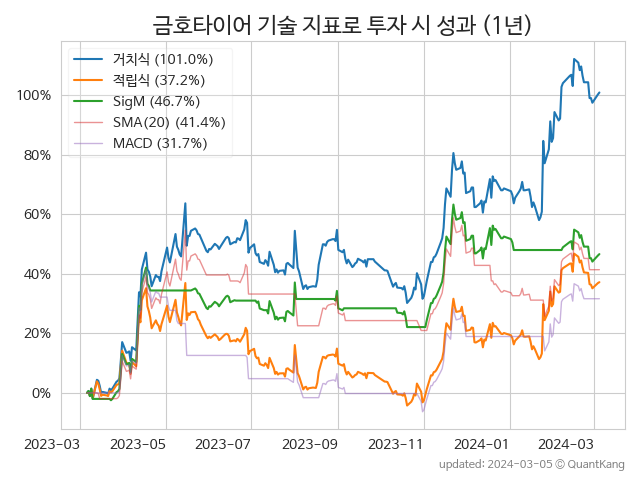 금호타이어 기술 지표로 투자 시 성과 (1년)
거치식 (101.0%)
적립식 (37.2%)
SigM (46.7%)
SMA(20) (41.4%)
MACD (31.7%)
100%
80%
60%
40%
20%
0%
2023-03 2023-05 2023-07 2023-09 2023-11 2024-01 2024-03
updated: 2024-03-05 ⓒ QuantKang